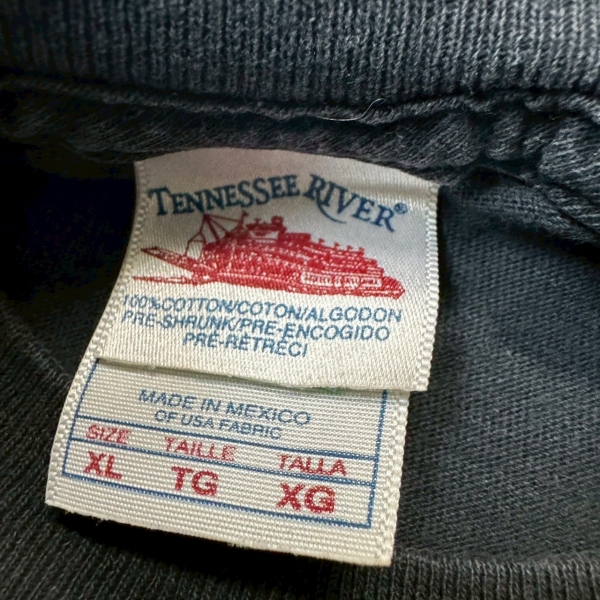 TENNESSEE RIVER®
100% COTTON/COTON/ALGODON
PRE-SHRUNK/PRE-ENCOGIDO
PRÉ-RÉTRÉCI
MADE IN MEXICO
OF USA FABRIC
SIZE TAILLE TALLA
XL TG XG